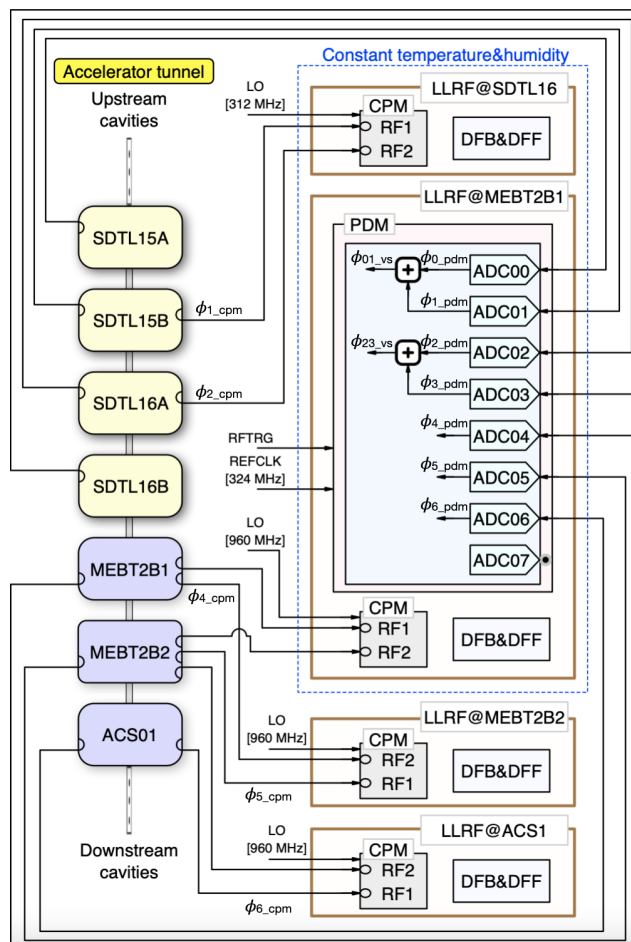 Constant temperature&humidity
Accelerator tunnel
Upstream
cavities
LO
[312 MHz]
LLRF@SDTL16
CPM
RF1
RF2
DFB&DFF
LLRF@MEBT2B1
PDM
SDTL15A
SDTL15B
SDTL16A
SDTL16B
ϕ1_cpm
ϕ2_cpm
ϕ01_vs
+
ϕ0_pdm
ADC00
ϕ1_pdm
ADC01
ϕ23_vs
+
ϕ2_pdm
ADC02
ϕ3_pdm
ADC03
ϕ4_pdm
ADC04
ϕ5_pdm
ADC05
ϕ6_pdm
ADC06
ADC07
RFTRG
REFCLK
[324 MHz]
LO
[960 MHz]
MEBT2B1
ϕ4_cpm
CPM
RF1
RF2
DFB&DFF
MEBT2B2
ACS01
LLRF@MEBT2B2
LO
[960 MHz]
CPM
RF2
RF1
DFB&DFF
ϕ5_cpm
LLRF@ACS1
LO
[960 MHz]
CPM
RF2
RF1
DFB&DFF
ϕ6_cpm
Downstream
cavities